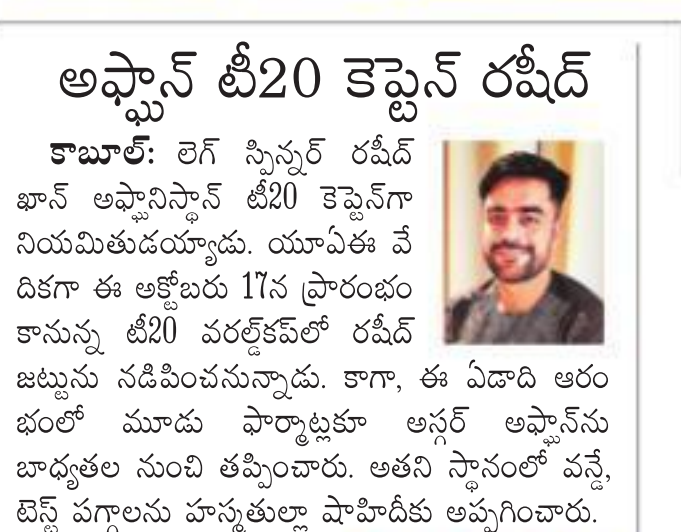 అఫ్ఘాన్ టీ20 కెప్టెన్ రషీద్
కాబూల్: లెగ్ స్పిన్నర్ రషీద్
ఖాన్ అఫ్ఘానిస్థాన్ టీ20 కెప్టెన్‌గా
నియమితుడయ్యాడు. యూఏఈ వే
దికగా ఈ అక్టోబరు 17న ప్రారంభం
కానున్న టీ20 వరల్డ్‌కప్‌లో రషీద్
జట్టును నడిపించనున్నాడు. కాగా, ఈ ఏడాది ఆరం
భంలో మూడు ఫార్మాట్లకూ అస్గర్ అఫ్ఘాన్‌ను
బాధ్యతల నుంచి తప్పించారు. అతని స్థానంలో వన్డే,
టెస్ట్ పగ్గాలను హస్మతుల్లా షాహిదీకు అప్పగించారు.